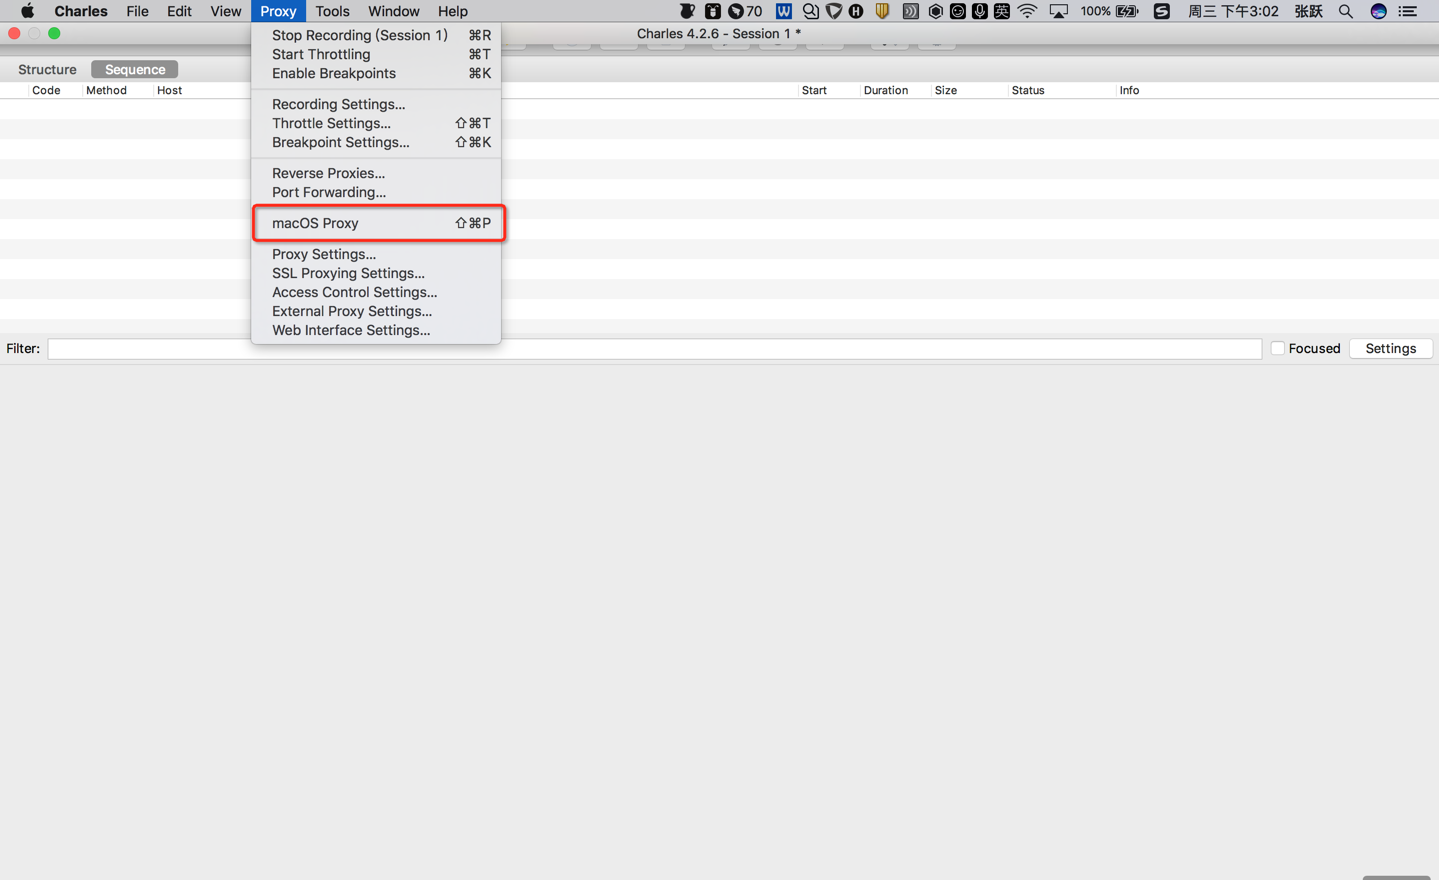 Charles File Edit View Proxy Tools Window Help 70 W H 英 100% S 周三 下午3:02 张跃
Charles 4.2.6 - Session 1 *
Structure Sequence
Code Method Host Start Duration Size Status Info
Stop Recording (Session 1) ⌘R
Start Throttling ⌘T
Enable Breakpoints ⌘K
Recording Settings...
Throttle Settings... ⇧⌘T
Breakpoint Settings... ⇧⌘K
Reverse Proxies...
Port Forwarding...
macOS Proxy ⇧⌘P
Proxy Settings...
SSL Proxying Settings...
Access Control Settings...
External Proxy Settings...
Web Interface Settings...
Filter: Focused Settings